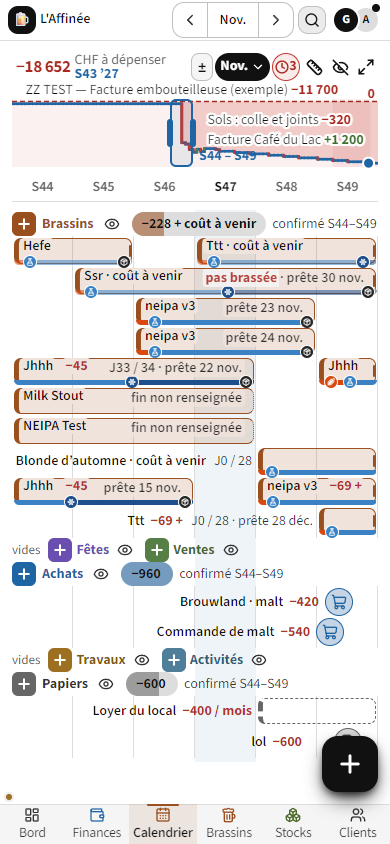 L'Affinée
Nov.
G A
−18 652 CHF à dépenser
S43 ’27
±
Nov.
3
ZZ TEST — Facture embouteilleuse (exemple) −11 700
0
Sols : colle et joints −320
Facture Café du Lac +1 200
S44 – S49
S44 S45 S46 S47 S48 S49
Brassins −228 + coût à venir confirmé S44–S49
Hefe
Ttt · coût à venir
Ssr · coût à venir pas brassée · prête 30 nov.
neipa v3 prête 23 nov.
neipa v3 prête 24 nov.
Jhhh −45 J33 / 34 · prête 22 nov.
Jhhh
Milk Stout fin non renseignée
NEIPA Test fin non renseignée
Blonde d’automne · coût à venir J0 / 28
Jhhh −45 prête 15 nov.
neipa v3 −69 +
Ttt −69 + J0 / 28 · prête 28 déc.
vides Fêtes Ventes
Achats −960 confirmé S44–S49
Brouwland · malt −420
Commande de malt −540
vides Travaux Activités
Papiers −600 confirmé S44–S49
Loyer du local −400 / mois
lol −600
Bord Finances Calendrier Brassins Stocks Clients